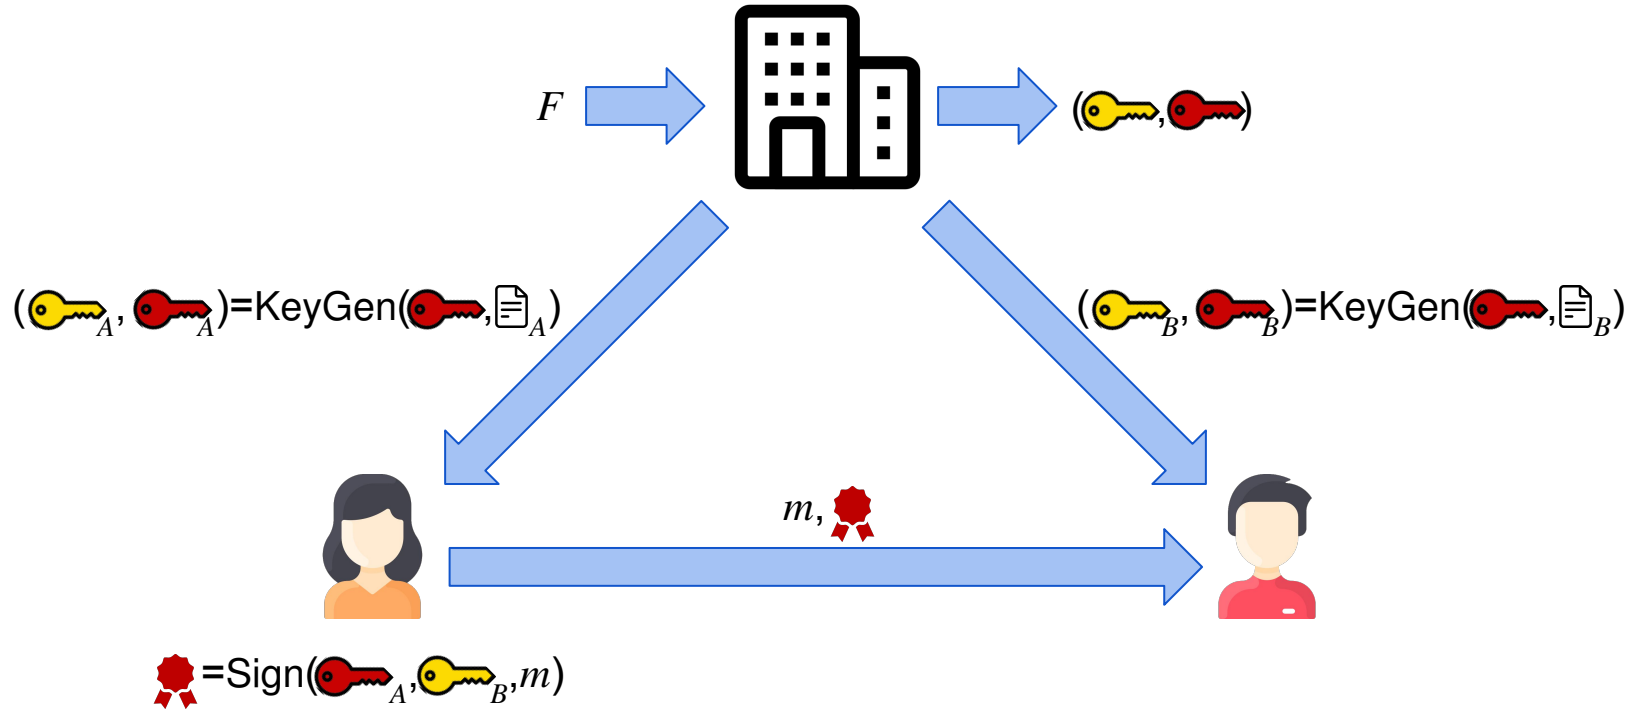 F
( , )
( A, A)=KeyGen( , A)
( B, B)=KeyGen( , B)
m,
=Sign( A, B,m)